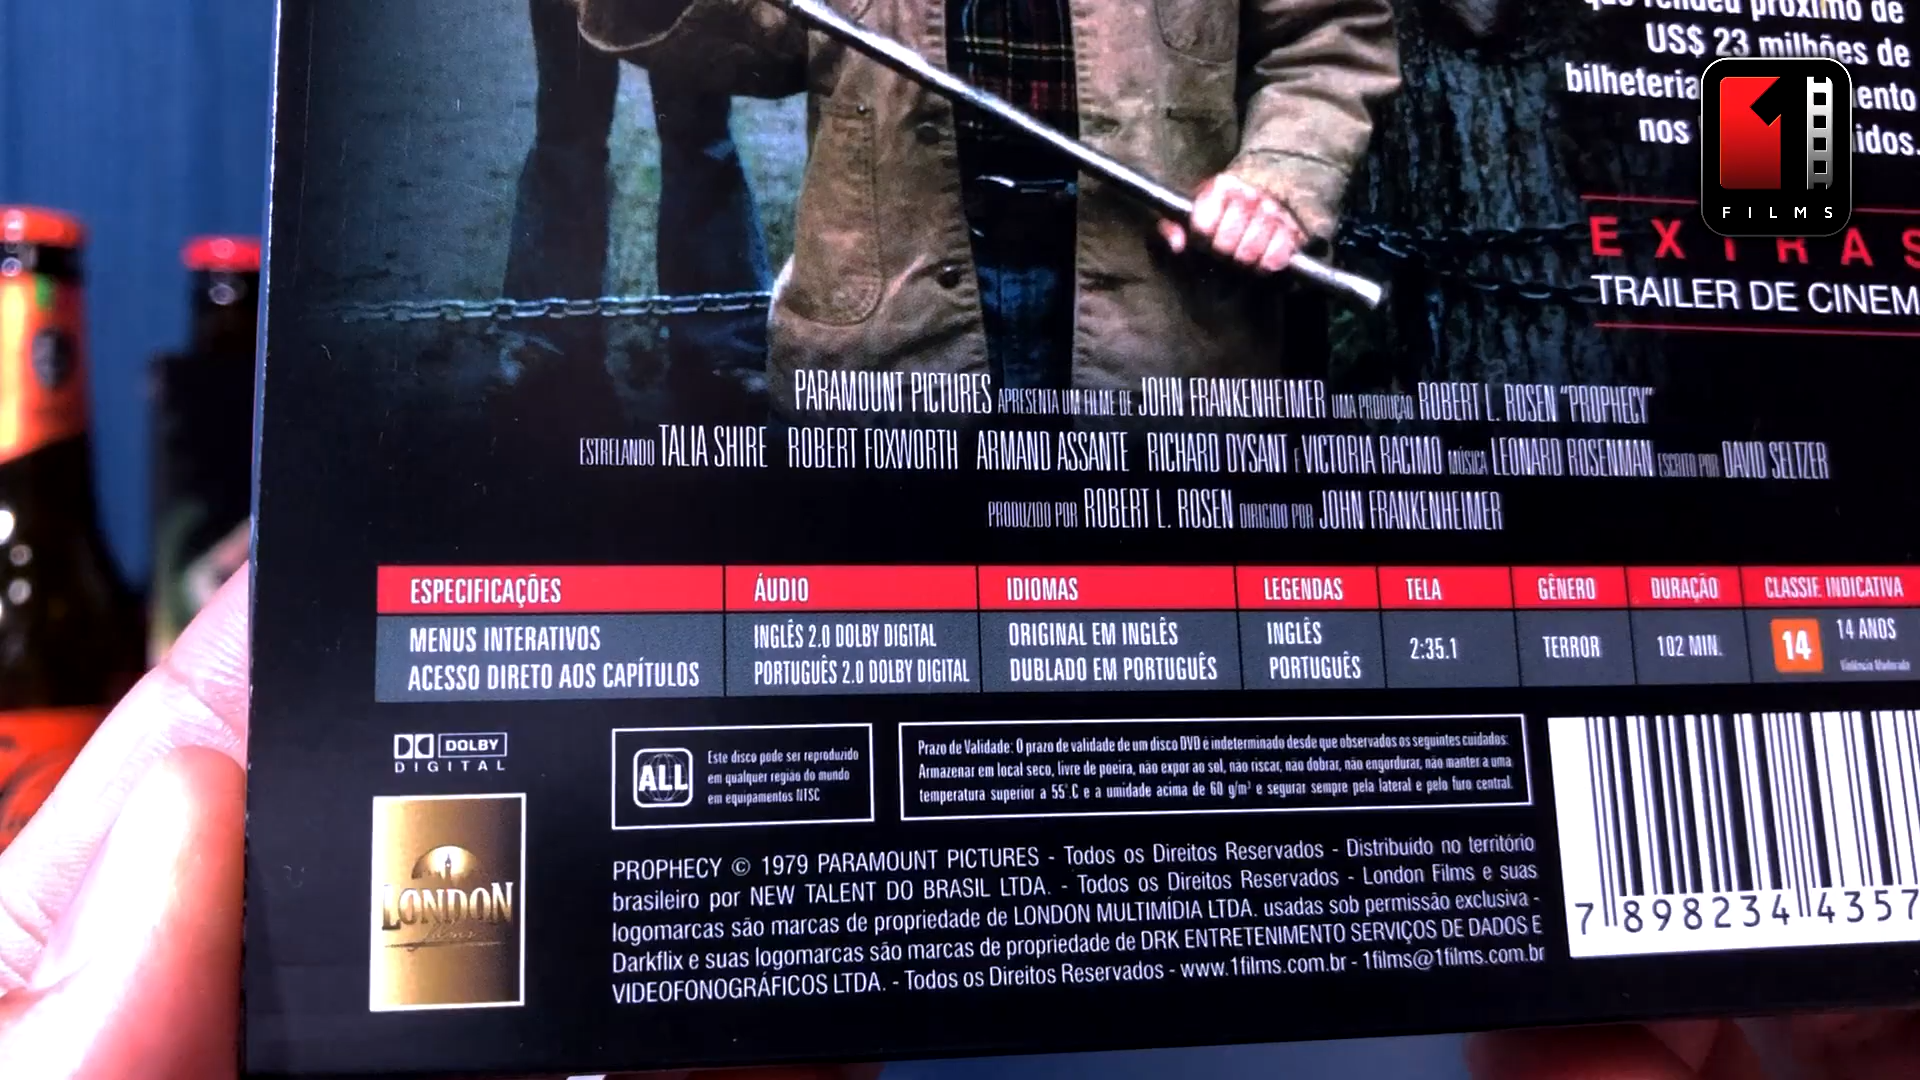 rendeu próximo de
US$ 23 milhões de
bilheteria
nos
1
FILMS
EXTRAS
TRAILER DE CINEM
PARAMOUNT PICTURES APRESENTA UM FILME DE JOHN FRANKENHEIMER UMA PRODUÇÃO ROBERT L. ROSEN "PROPHECY"
ESTRELANDO TALIA SHIRE ROBERT FOXWORTH ARMAND ASSANTE RICHARD DYSANT E VICTORIA RACIMO MÚSICA LEONARD ROSENMAN ESCRITO POR DAVID SELTZER
PRODUZIDO POR ROBERT L. ROSEN DIRIGIDO POR JOHN FRANKENHEIMER
ESPECIFICAÇÕES ÁUDIO IDIOMAS LEGENDAS TELA GÊNERO DURAÇÃO CLASSIF. INDICATIVA
MENUS INTERATIVOS INGLÊS 2.0 DOLBY DIGITAL ORIGINAL EM INGLÊS INGLÊS 2:35.1 TERROR 102 MIN. 14 14 ANOS
ACESSO DIRETO AOS CAPÍTULOS PORTUGUÊS 2.0 DOLBY DIGITAL DUBLADO EM PORTUGUÊS PORTUGUÊS Violência Moderada
DOLBY
DIGITAL
ALL
Este disco pode ser reproduzido
em qualquer região do mundo
em equipamentos NTSC
Prazo de Validade: O prazo de validade de um disco DVD é indeterminado desde que observados os seguintes cuidados:
Armazenar em local seco, livre de poeira, não expor ao sol, não riscar, não dobrar, não engordurar, não manter a uma
temperatura superior a 55°C e a umidade acima de 60 g/m³ e segurar sempre pela lateral e pelo furo central.
LONDON
films
PROPHECY © 1979 PARAMOUNT PICTURES - Todos os Direitos Reservados - Distribuído no território
brasileiro por NEW TALENT DO BRASIL LTDA. - Todos os Direitos Reservados - London Films e suas
logomarcas são marcas de propriedade de LONDON MULTIMÍDIA LTDA. usadas sob permissão exclusiva -
Darkflix e suas logomarcas são marcas de propriedade de DRK ENTRETENIMENTO SERVIÇOS DE DADOS E
VIDEOFONOGRÁFICOS LTDA. - Todos os Direitos Reservados - www.1films.com.br - 1films@1films.com.br
7 898234 4357